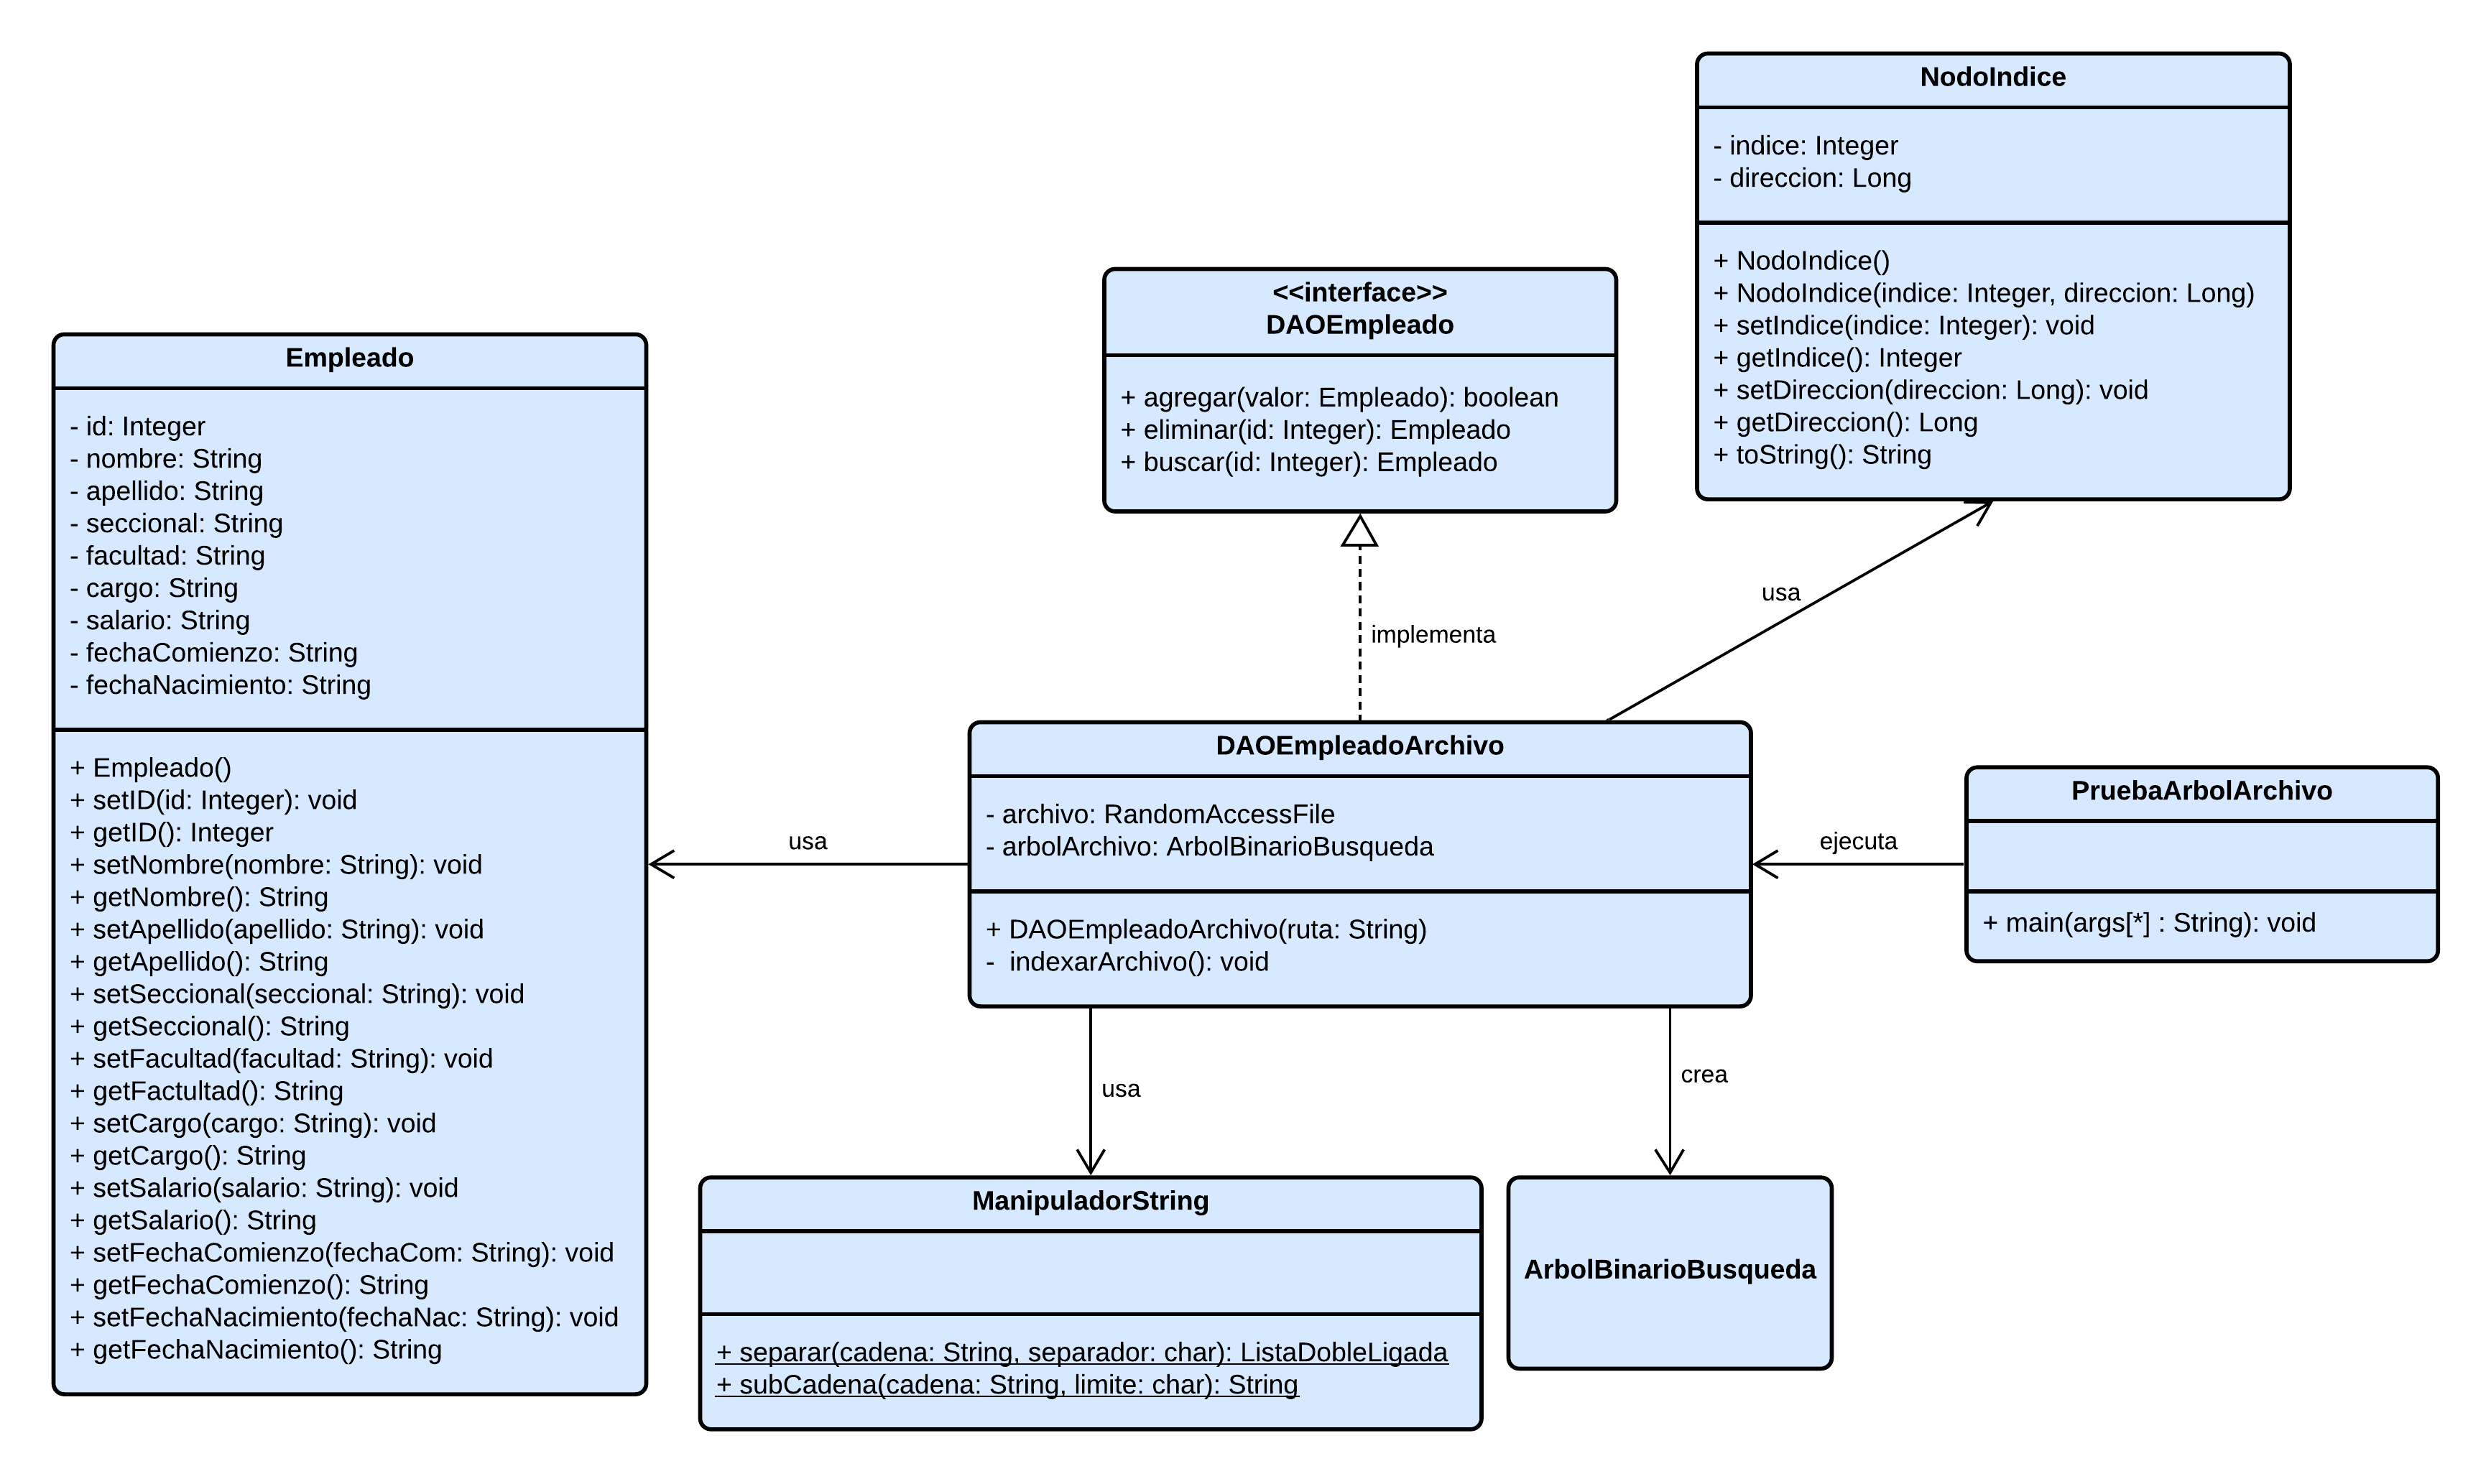 NodoIndice
- indice: Integer
- direccion: Long
+ NodoIndice()
+ NodoIndice(indice: Integer, direccion: Long)
+ setIndice(indice: Integer): void
+ getIndice(): Integer
+ setDireccion(direccion: Long): void
+ getDireccion(): Long
+ toString(): String
<<interface>>
DAOEmpleado
+ agregar(valor: Empleado): boolean
+ eliminar(id: Integer): Empleado
+ buscar(id: Integer): Empleado
Empleado
- id: Integer
- nombre: String
- apellido: String
- seccional: String
- facultad: String
- cargo: String
- salario: String
- fechaComienzo: String
- fechaNacimiento: String
+ Empleado()
+ setID(id: Integer): void
+ getID(): Integer
+ setNombre(nombre: String): void
+ getNombre(): String
+ setApellido(apellido: String): void
+ getApellido(): String
+ setSeccional(seccional: String): void
+ getSeccional(): String
+ setFacultad(facultad: String): void
+ getFactultad(): String
+ setCargo(cargo: String): void
+ getCargo(): String
+ setSalario(salario: String): void
+ getSalario(): String
+ setFechaComienzo(fechaCom: String): void
+ getFechaComienzo(): String
+ setFechaNacimiento(fechaNac: String): void
+ getFechaNacimiento(): String
usa
implementa
usa
DAOEmpleadoArchivo
- archivo: RandomAccessFile
- arbolArchivo: ArbolBinarioBusqueda
+ DAOEmpleadoArchivo(ruta: String)
- indexarArchivo(): void
ejecuta
PruebaArbolArchivo
+ main(args[*] : String): void
usa
crea
ManipuladorString
+ separar(cadena: String, separador: char): ListaDobleLigada
+ subCadena(cadena: String, limite: char): String
ArbolBinarioBusqueda